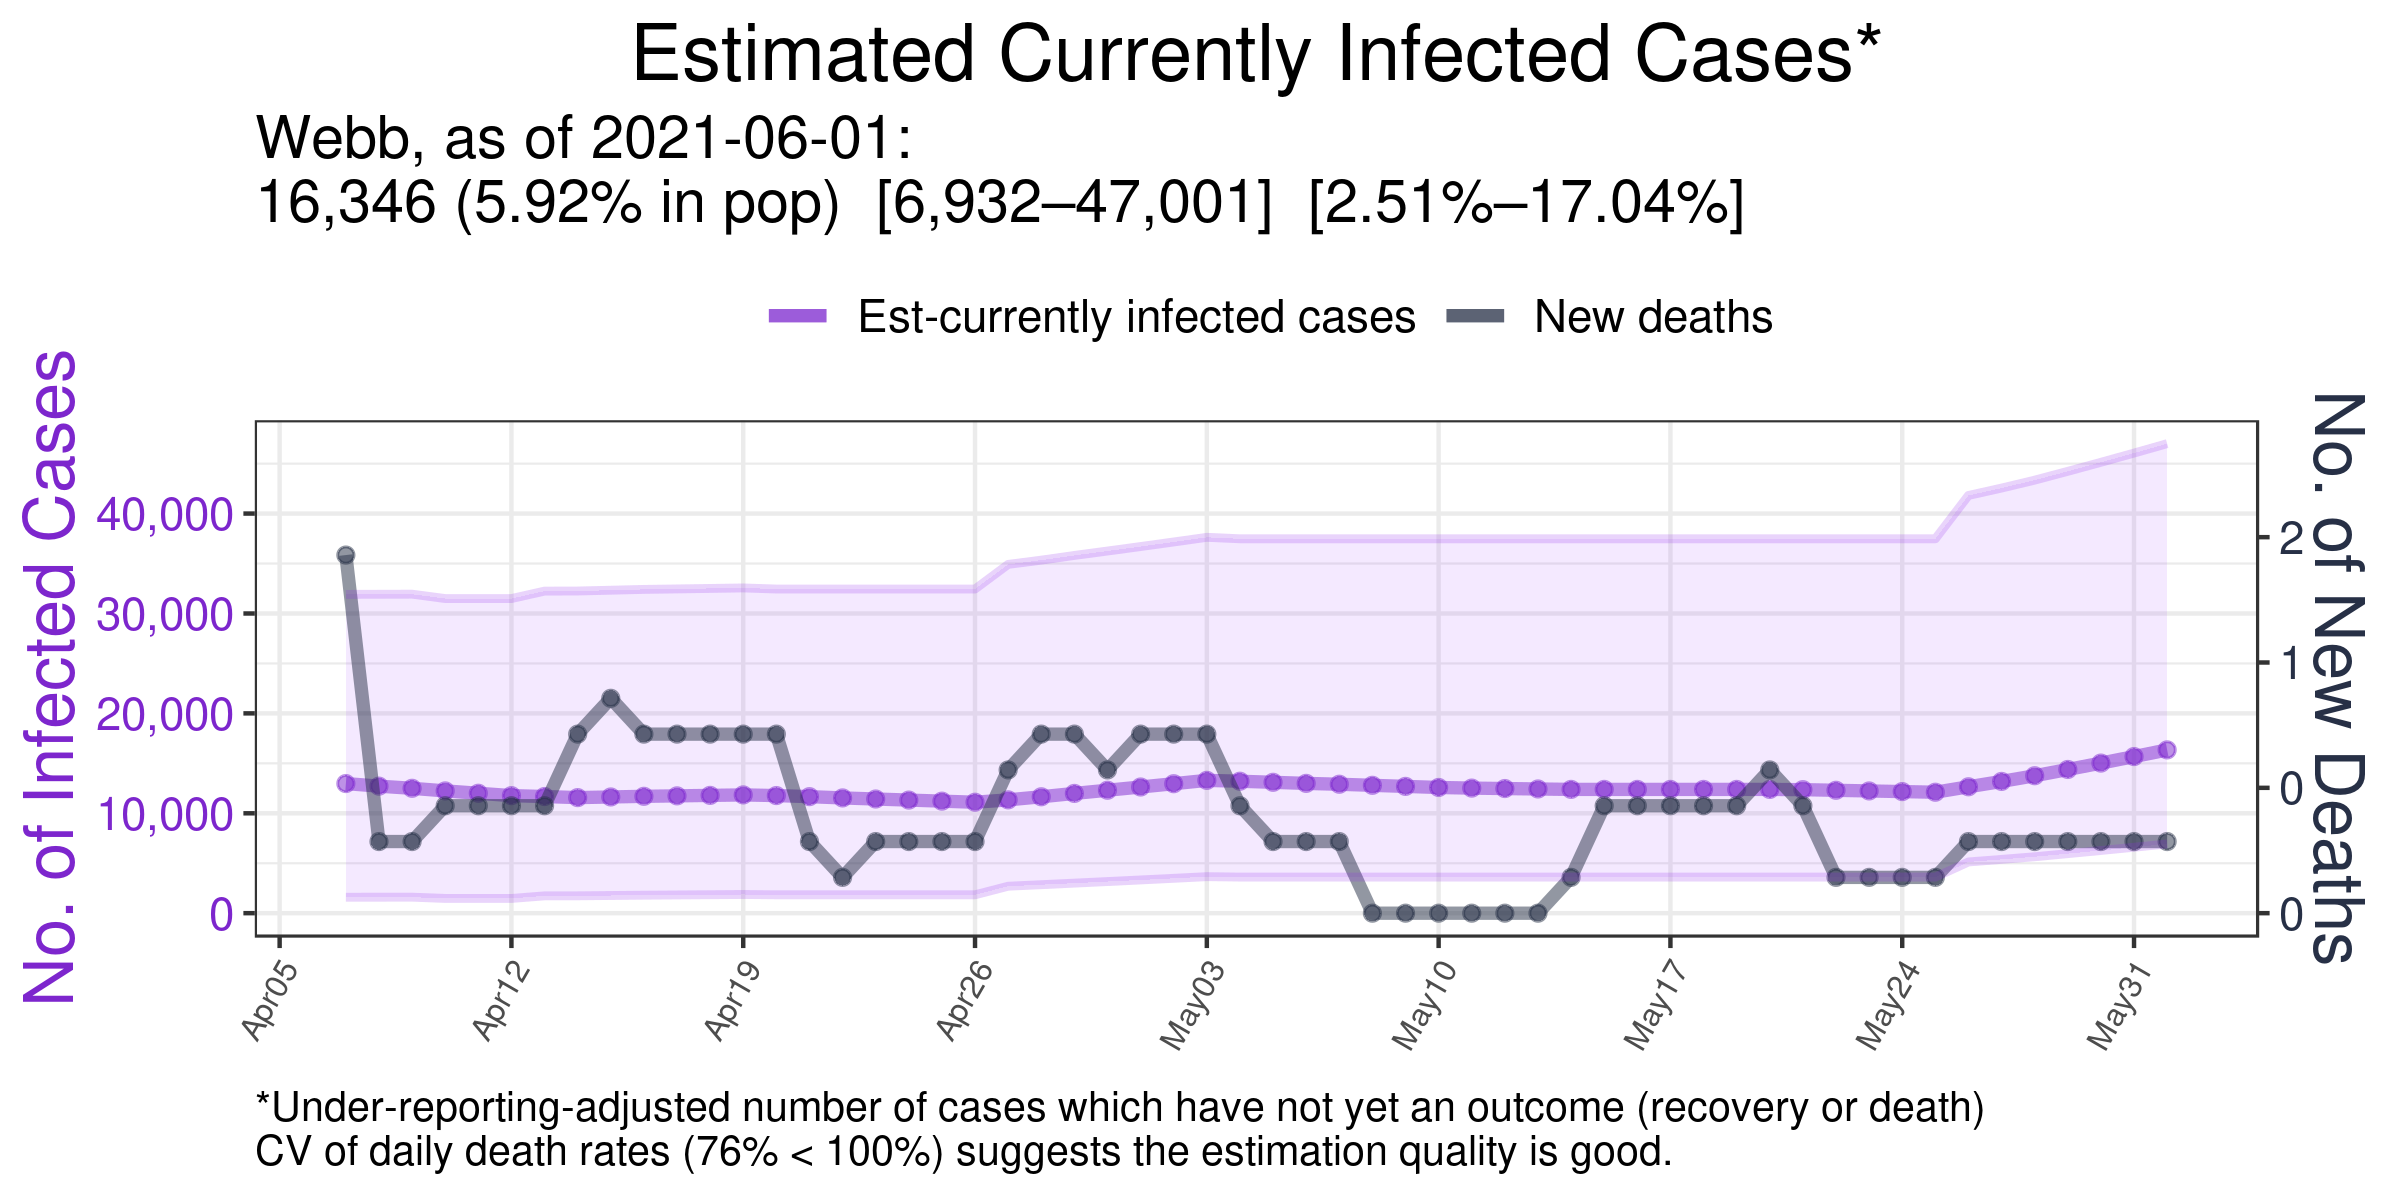 Estimated Currently Infected Cases*
Webb, as of 2021-06-01:
16,346 (5.92% in pop)  [6,932–47,001]  [2.51%–17.04%]
Est-currently infected cases
New deaths
No. of Infected Cases
40,000
30,000
20,000
10,000
0
2
1
0
0
No. of New Deaths
Apr05
Apr12
Apr19
Apr26
May03
May10
May17
May24
May31
*Under-reporting-adjusted number of cases which have not yet an outcome (recovery or death)
CV of daily death rates (76% < 100%) suggests the estimation quality is good.